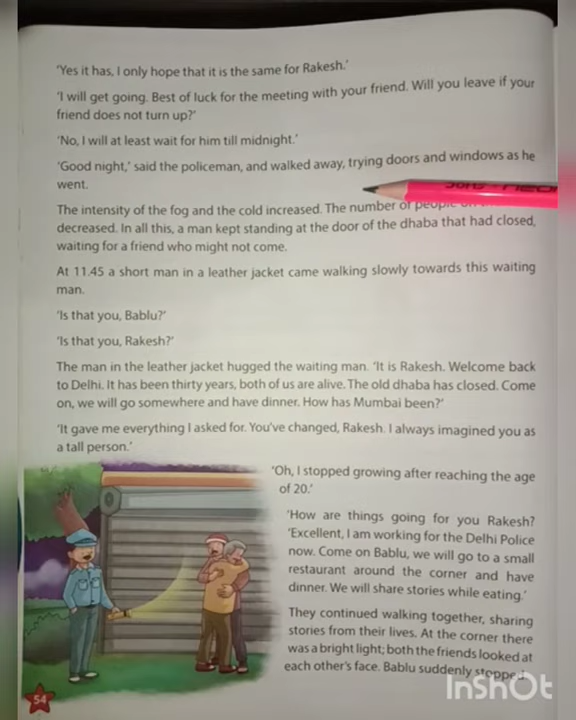 'Yes it has, I only hope that it is the same for Rakesh.'
'I will get going. Best of luck for the meeting with your friend. Will you leave if your
friend does not turn up?'
'No, I will at least wait for him till midnight.'
'Good night,' said the policeman, and walked away, trying doors and windows as he
went.
The intensity of the fog and the cold increased. The number of people on
decreased. In all this, a man kept standing at the door of the dhaba that had closed,
waiting for a friend who might not come.
At 11.45 a short man in a leather jacket came walking slowly towards this waiting
man.
'Is that you, Bablu?'
'Is that you, Rakesh?'
The man in the leather jacket hugged the waiting man. 'It is Rakesh. Welcome back
to Delhi. It has been thirty years, both of us are alive. The old dhaba has closed. Come
on, we will go somewhere and have dinner. How has Mumbai been?'
'It gave me everything I asked for. You've changed, Rakesh. I always imagined you as
a tall person.'
'Oh, I stopped growing after reaching the age
of 20.'
'How are things going for you Rakesh?
'Excellent, I am working for the Delhi Police
now. Come on Bablu, we will go to a small
restaurant around the corner and have
dinner. We will share stories while eating.'
They continued walking together, sharing
stories from their lives. At the corner there
was a bright light; both the friends looked at
each other's face. Bablu suddenly stopped
54
InShOt